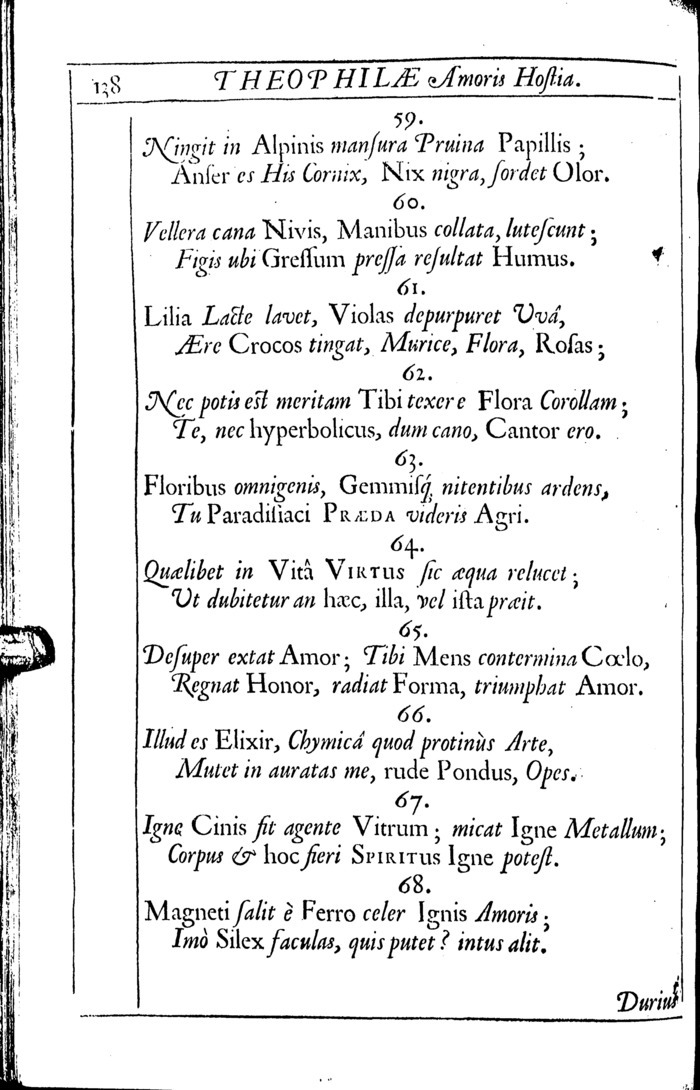 138 THEOPHILÆ Amoris Hoſtia.
59.
Ningit in Alpinis manſura Pruina Papillis ;
Anſer es His Cornix, Nix nigra, ſordet Olor.
60.
Vellera cana Nivis, Manibus collata, luteſcunt ;
Figis ubi Greſſum preſſa reſultat Humus.
61.
Lilia Lacte lavet, Violas depurpuret Uvâ,
Ære Crocos tingat, Murice, Flora, Roſas ;
62.
Nec potis eſt meritam Tibi texere Flora Corollam ;
Te, nec hyperbolicus, dum cano, Cantor ero.
63.
Floribus omnigenis, Gemmiſq́; nitentibus ardens,
Tu Paradiſiaci PRÆDA videris Agri.
64.
Quælibet in Vitâ VIRTUS ſic æqua relucet ;
Ut dubitetur an hæc, illa, vel iſta præit.
65.
Deſuper extat Amor ; Tibi Mens contermina Cœlo,
Regnat Honor, radiat Forma, triumphat Amor.
66.
Illud es Elixir, Chymicâ quod protinùs Arte,
Mutet in auratas me, rude Pondus, Opes.
67.
Igne Cinis fit agente Vitrum ; micat Igne Metallum ;
Corpus & hoc fieri SPIRITUS Igne poteſt.
68.
Magneti ſalit è Ferro celer Ignis Amoris ;
Imò Silex faculas, quis putet ? intus alit.